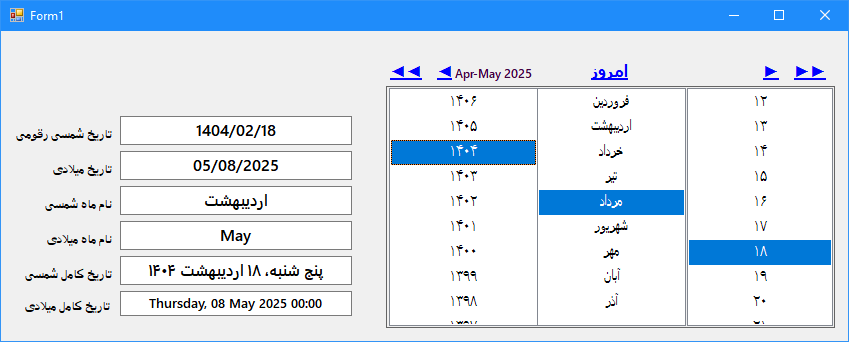 Form1
◄◄ ◄ Apr-May 2025 امروز ► ►►
تاریخ شمسی رقومی 1404/02/18
تاریخ میلادی 05/08/2025
نام ماه شمسی اردیبهشت
نام ماه میلادی May
تاریخ کامل شمسی پنج شنبه، ۱۸ اردیبهشت ۱۴۰۴
تاریخ کامل میلادی Thursday, 08 May 2025 00:00
۱۴۰۶
۱۴۰۵
۱۴۰۴
۱۴۰۳
۱۴۰۲
۱۴۰۱
۱۴۰۰
۱۳۹۹
۱۳۹۸
فروردین
اردیبهشت
خرداد
تیر
مرداد
شهریور
مهر
آبان
آذر
۱۲
۱۳
۱۴
۱۵
۱۶
۱۷
۱۸
۱۹
۲۰